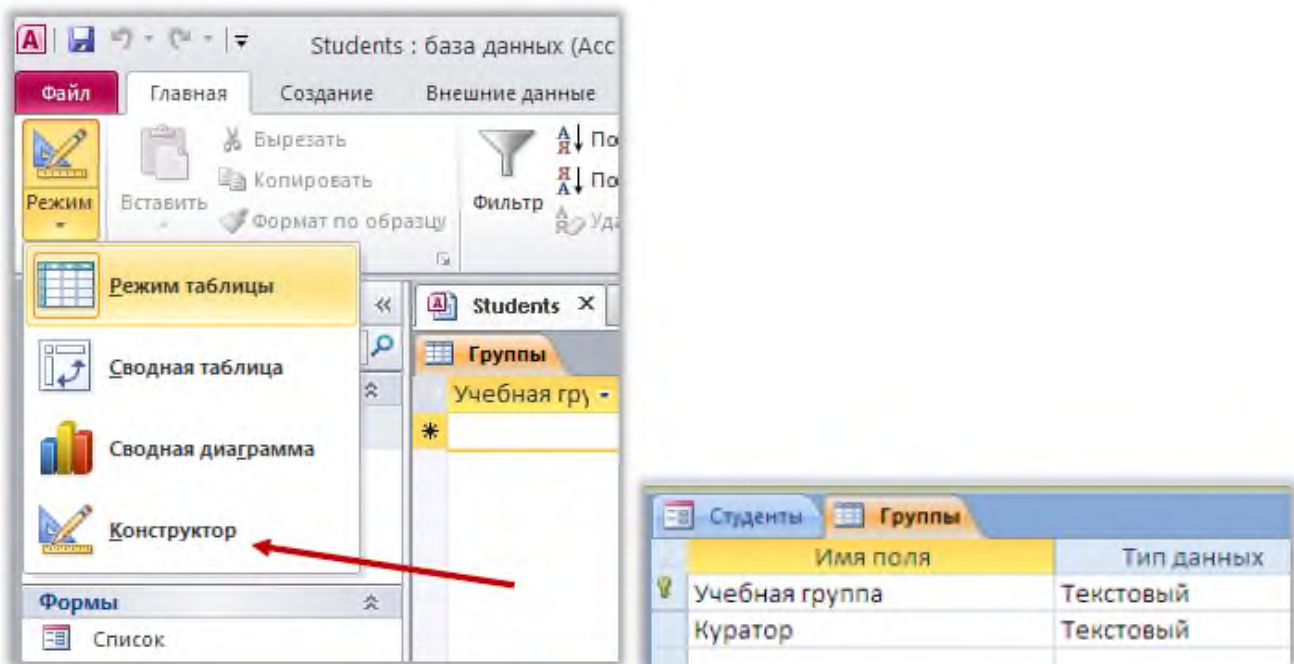 Students : база данных (Acc
Файл Главная Создание Внешние данные
Режим
Вставить
Вырезать
Копировать
Формат по образцу
Фильтр
Режим таблицы
Сводная таблица
Сводная диаграмма
Конструктор
Формы
Список
Students
Группы
Учебная гру
Студенты Группы
Имя поля Тип данных
Учебная группа Текстовый
Куратор Текстовый